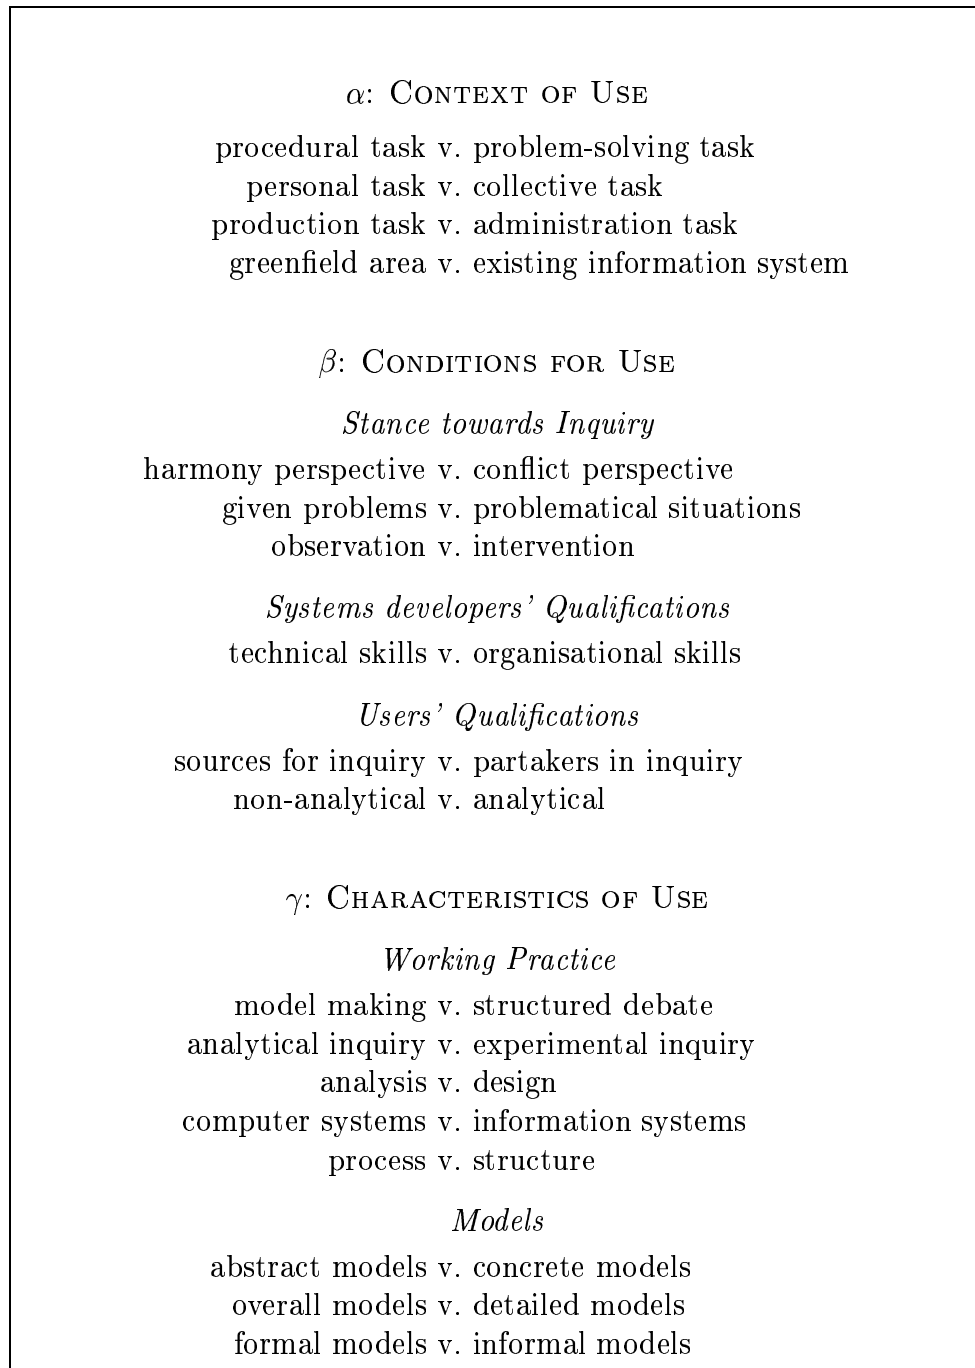 α: Context of Use
procedural task v. problem-solving task
personal task v. collective task
production task v. administration task
greenfield area v. existing information system
β: Conditions for Use
Stance towards Inquiry
harmony perspective v. conflict perspective
given problems v. problematical situations
observation v. intervention
Systems developers' Qualifications
technical skills v. organisational skills
Users' Qualifications
sources for inquiry v. partakers in inquiry
non-analytical v. analytical
γ: Characteristics of Use
Working Practice
model making v. structured debate
analytical inquiry v. experimental inquiry
analysis v. design
computer systems v. information systems
process v. structure
Models
abstract models v. concrete models
overall models v. detailed models
formal models v. informal models